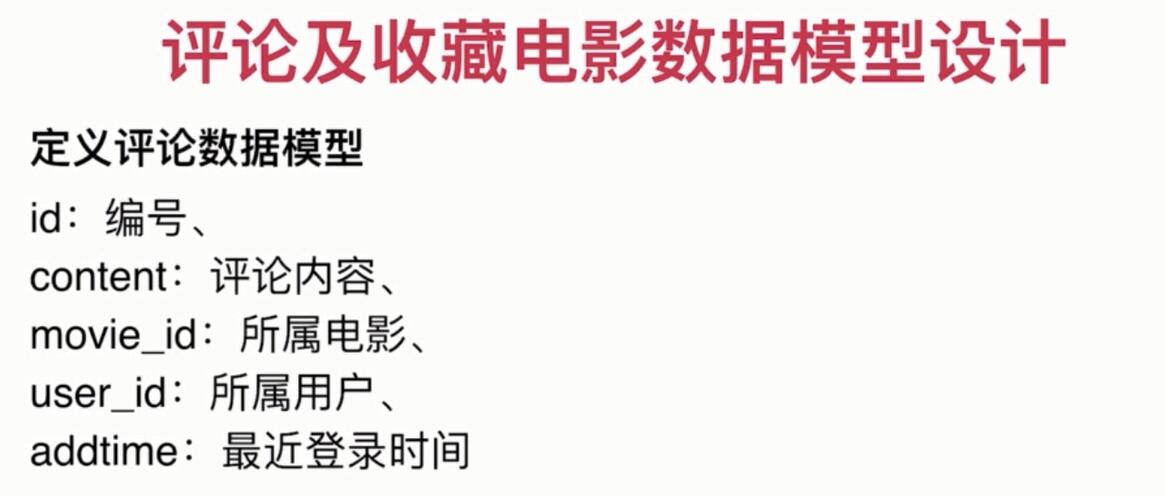 评论及收藏电影数据模型设计
定义评论数据模型
id：编号、
content：评论内容、
movie_id：所属电影、
user_id：所属用户、
addtime：最近登录时间